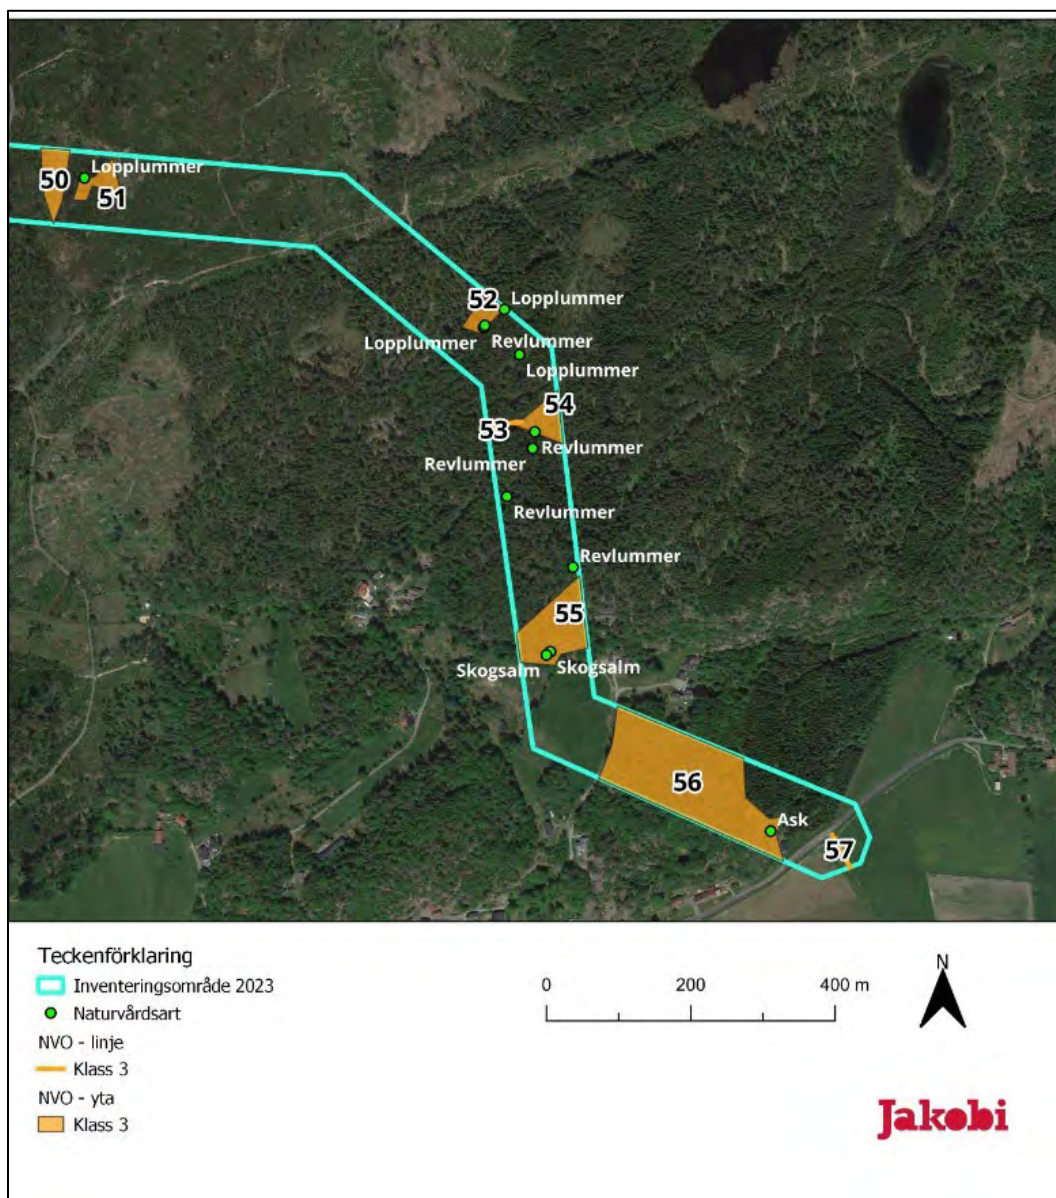 Lopplummer
50
51
52
Lopplummer
Lopplummer
Revlummer
Lopplummer
54
53
Revlummer
Revlummer
Revlummer
Revlummer
55
Skogsalm
Skogsalm
56
Ask
57
Teckenförklaring
Inventeringsområde 2023
Naturvårdsart
NVO - linje
Klass 3
NVO - yta
Klass 3
0 200 400 m
N
Jakobi